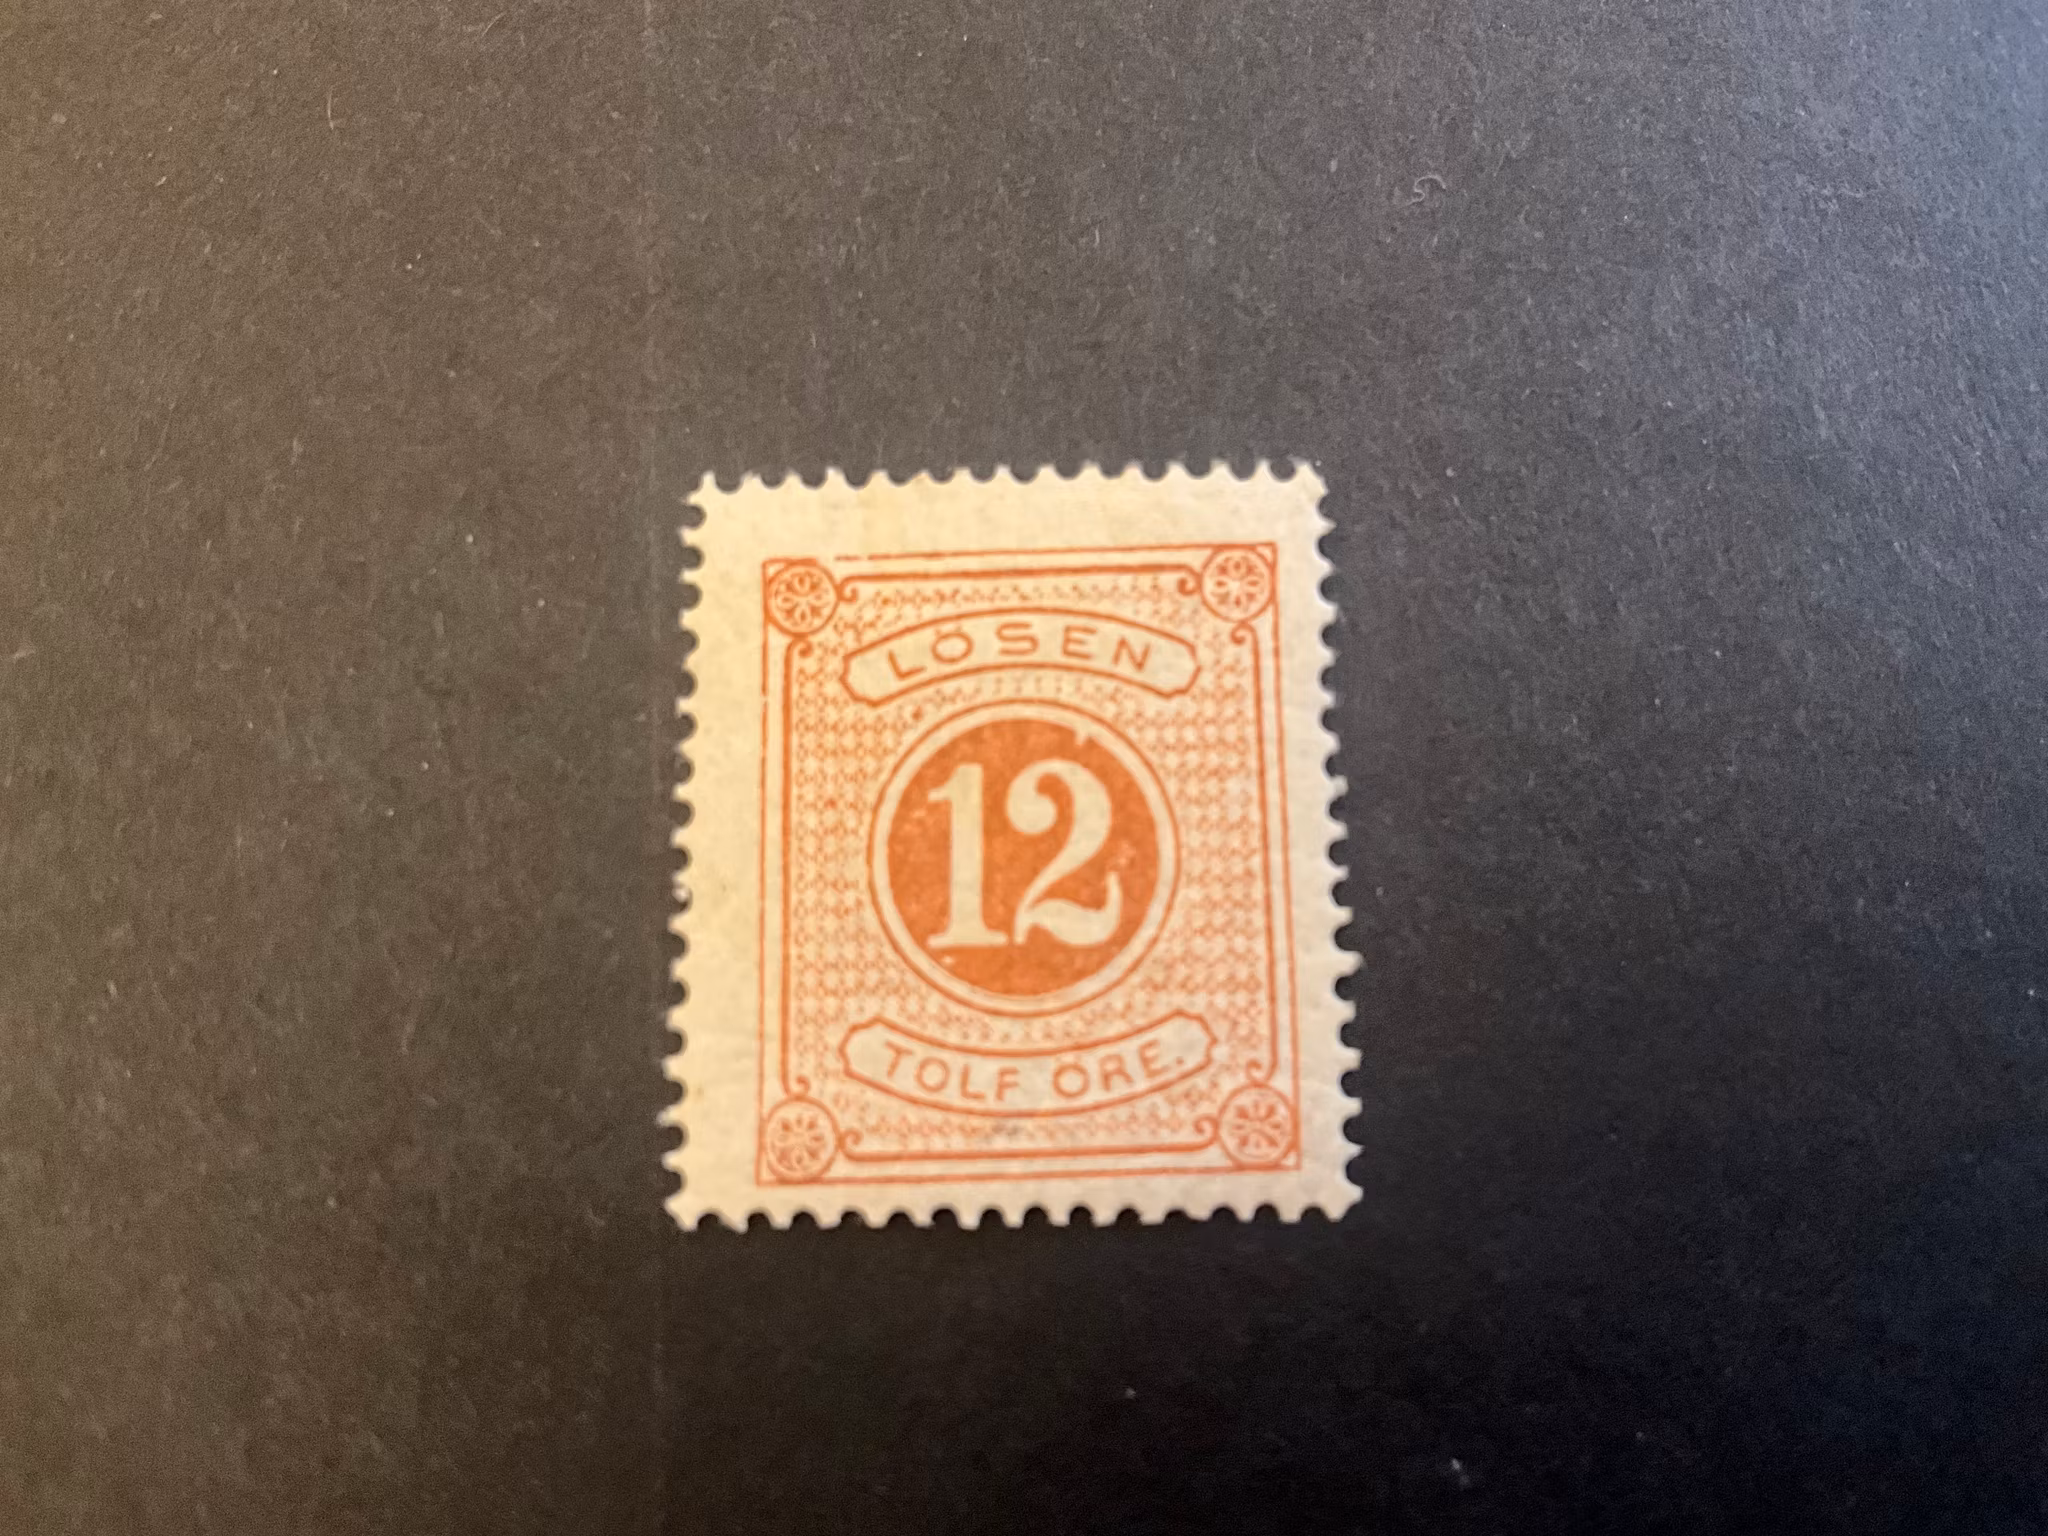 LÖSEN
12
TOLF ÖRE.